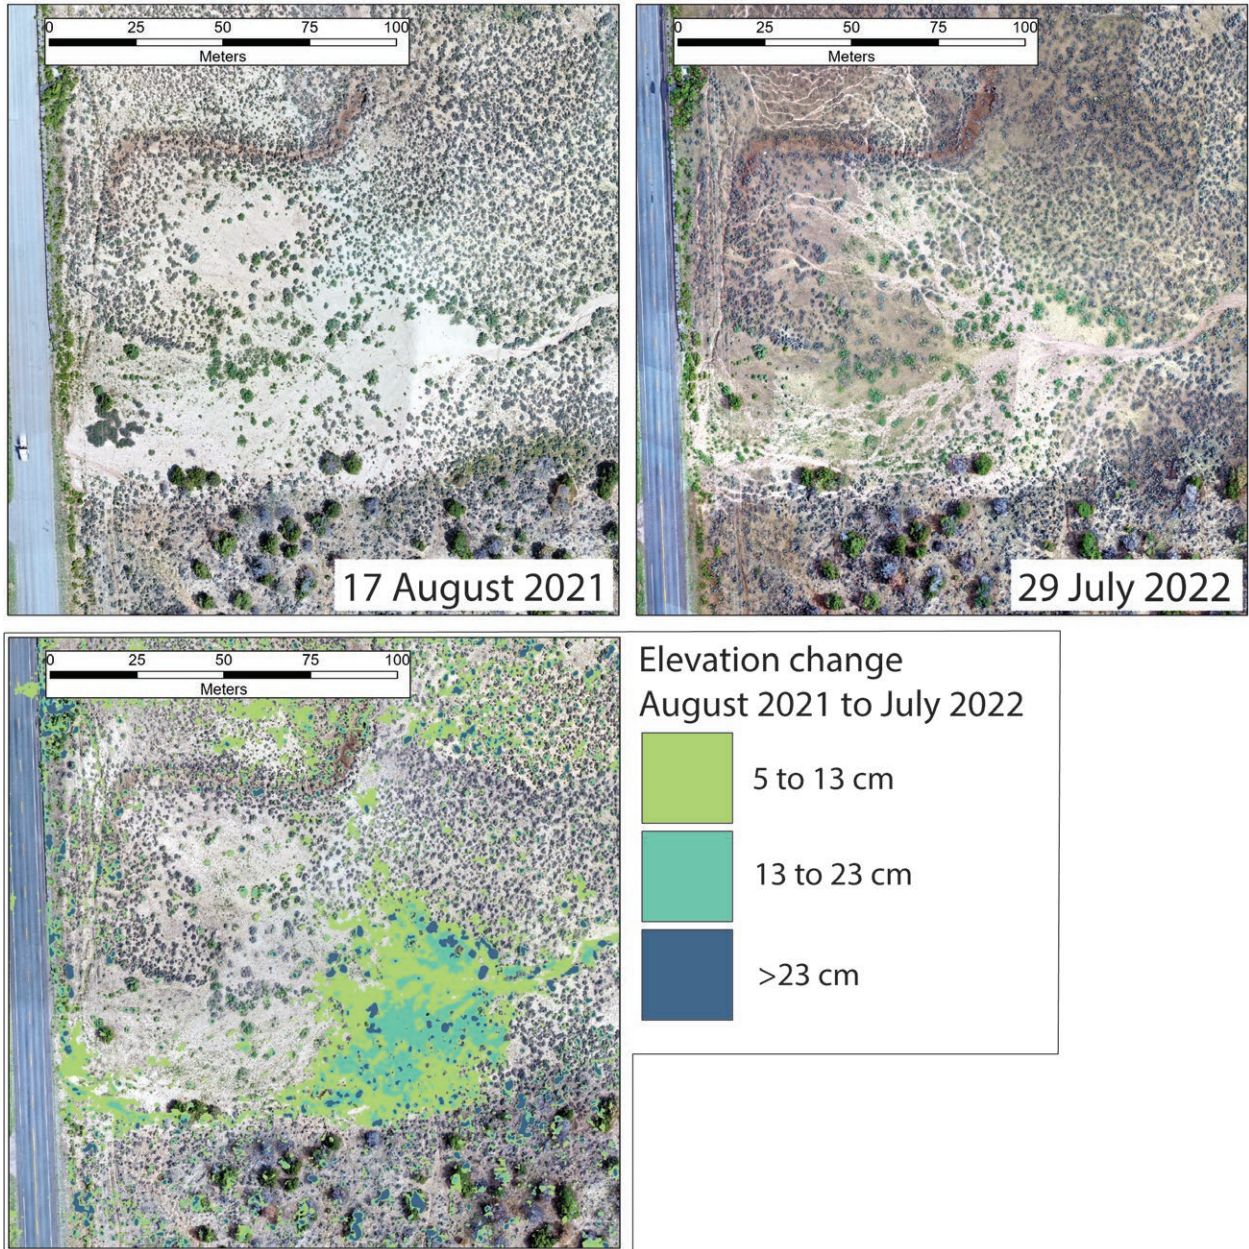 0 25 50 75 100
Meters
17 August 2021
0 25 50 75 100
Meters
29 July 2022
0 25 50 75 100
Meters
Elevation change
August 2021 to July 2022
5 to 13 cm
13 to 23 cm
>23 cm